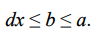 dx ≤ b ≤ a.